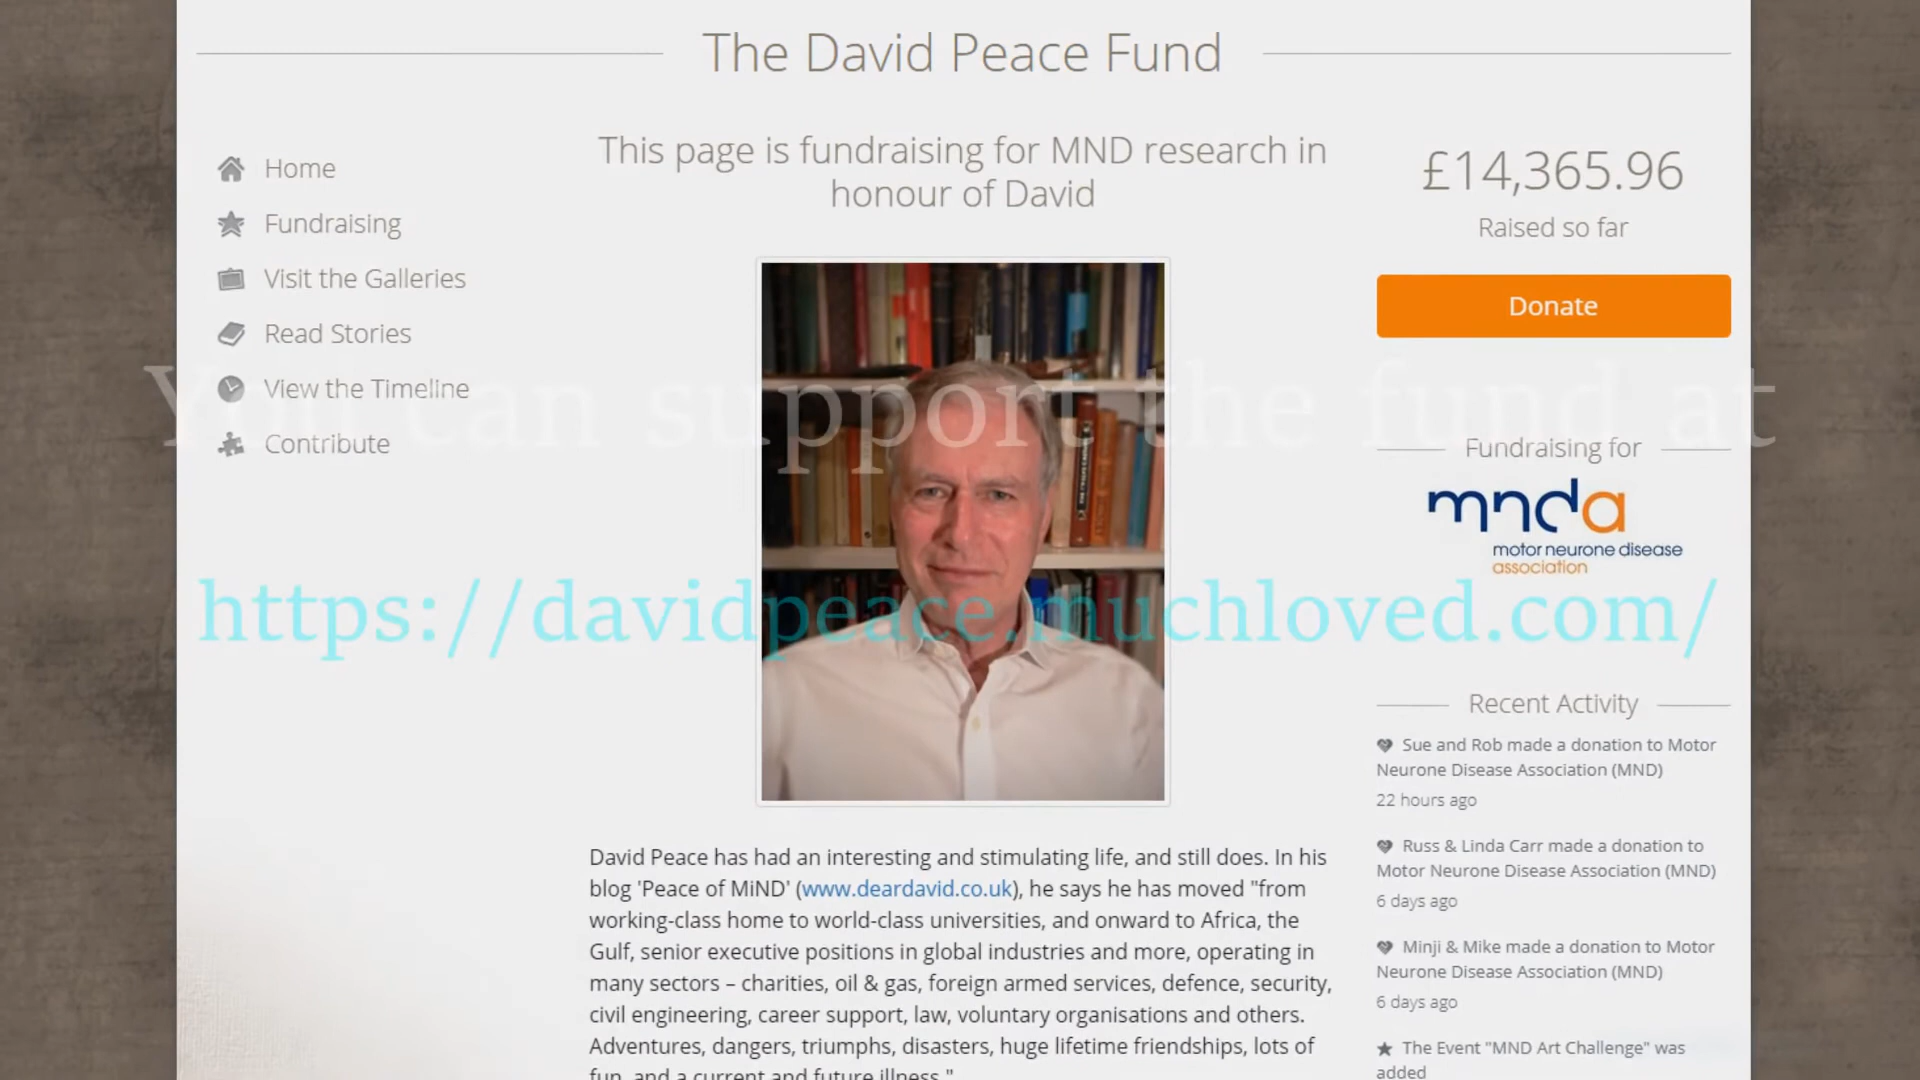 The David Peace Fund
Home
Fundraising
Visit the Galleries
Read Stories
View the Timeline
Contribute
This page is fundraising for MND research in
honour of David
£14,365.96
Raised so far
Donate
You can support the fund at
https://davidpeace.muchloved.com/
Fundraising for
mnda
motor neurone disease
association
Recent Activity
Sue and Rob made a donation to Motor
Neurone Disease Association (MND)
22 hours ago
Russ & Linda Carr made a donation to
Motor Neurone Disease Association (MND)
6 days ago
Minji & Mike made a donation to Motor
Neurone Disease Association (MND)
6 days ago
The Event "MND Art Challenge" was
added
David Peace has had an interesting and stimulating life, and still does. In his
blog 'Peace of MiND' (www.deardavid.co.uk), he says he has moved "from
working-class home to world-class universities, and onward to Africa, the
Gulf, senior executive positions in global industries and more, operating in
many sectors – charities, oil & gas, foreign armed services, defence, security,
civil engineering, career support, law, voluntary organisations and others.
Adventures, dangers, triumphs, disasters, huge lifetime friendships, lots of
fun, and a current and future illness."